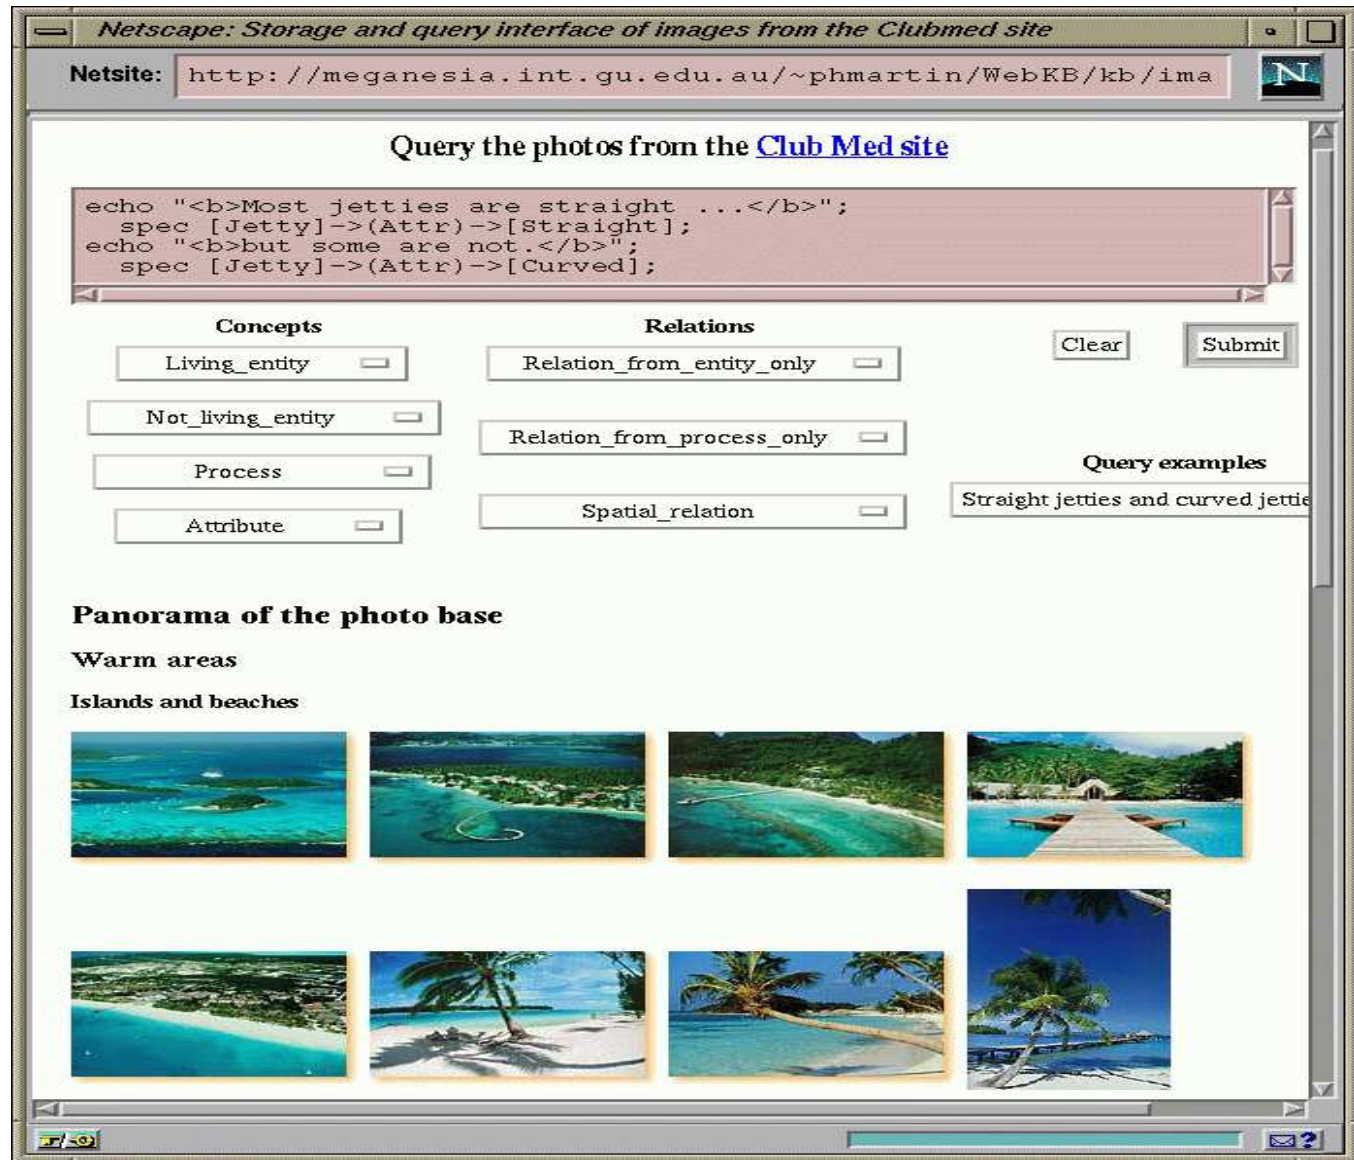 Netscape: Storage and query interface of images from the Clubmed site
Netsite: http://meganesia.int.gu.edu.au/~phmartin/WebKB/kb/ima
N
Query the photos from the Club Med site
echo "<b>Most jetties are straight ...</b>";
spec [Jetty]->(Attr)->[Straight];
echo "<b>but some are not.</b>";
spec [Jetty]->(Attr)->[Curved];
Concepts Relations
Clear Submit
Living_entity Relation_from_entity_only
Not_living_entity
Relation_from_process_only
Query examples
Process
Straight jetties and curved jettie
Spatial_relation
Attribute
Panorama of the photo base
Warm areas
Islands and beaches
?